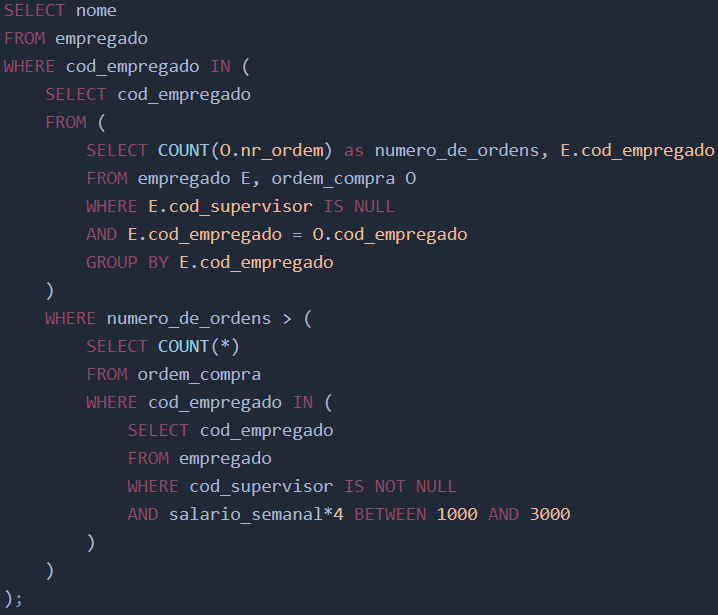 SELECT nome
FROM empregado
WHERE cod_empregado IN (
    SELECT cod_empregado
    FROM (
        SELECT COUNT(O.nr_ordem) as numero_de_ordens, E.cod_empregado
        FROM empregado E, ordem_compra O
        WHERE E.cod_supervisor IS NULL
        AND E.cod_empregado = O.cod_empregado
        GROUP BY E.cod_empregado
    )
    WHERE numero_de_ordens > (
        SELECT COUNT(*)
        FROM ordem_compra
        WHERE cod_empregado IN (
            SELECT cod_empregado
            FROM empregado
            WHERE cod_supervisor IS NOT NULL
            AND salario_semanal*4 BETWEEN 1000 AND 3000
        )
    )
);